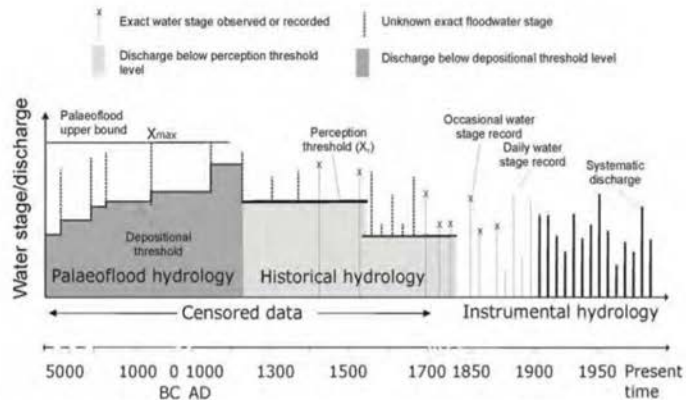 x Exact water stage observed or recorded
Unknown exact floodwater stage
Discharge below perception threshold
level
Discharge below depositional threshold level
Water stage/discharge
Palaeoflood
upper bound
Xmax
Perception
threshold (Xₜ)
Occasional water
stage record
Daily water
stage record
Systematic
discharge
x x x x x x x x x
Depositional
threshold
Palaeoflood hydrology
Historical hydrology
Censored data
Instrumental hydrology
5000 1000 0 1000 1300 1500 1700 1850 1900 1950 Present
BC AD time